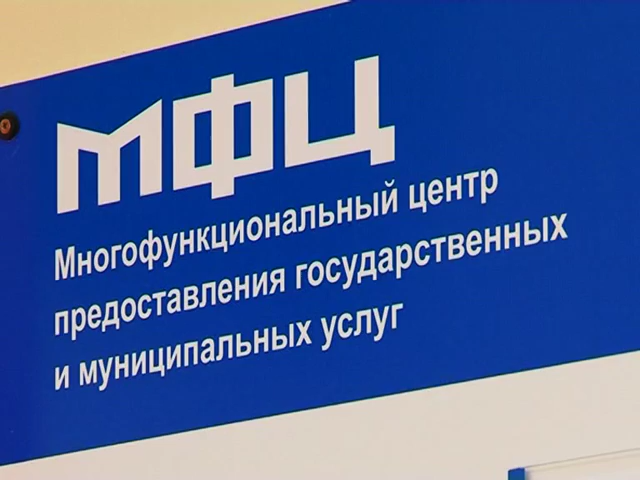 МФЦ
Многофункциональный центр
предоставления государственных
и муниципальных услуг